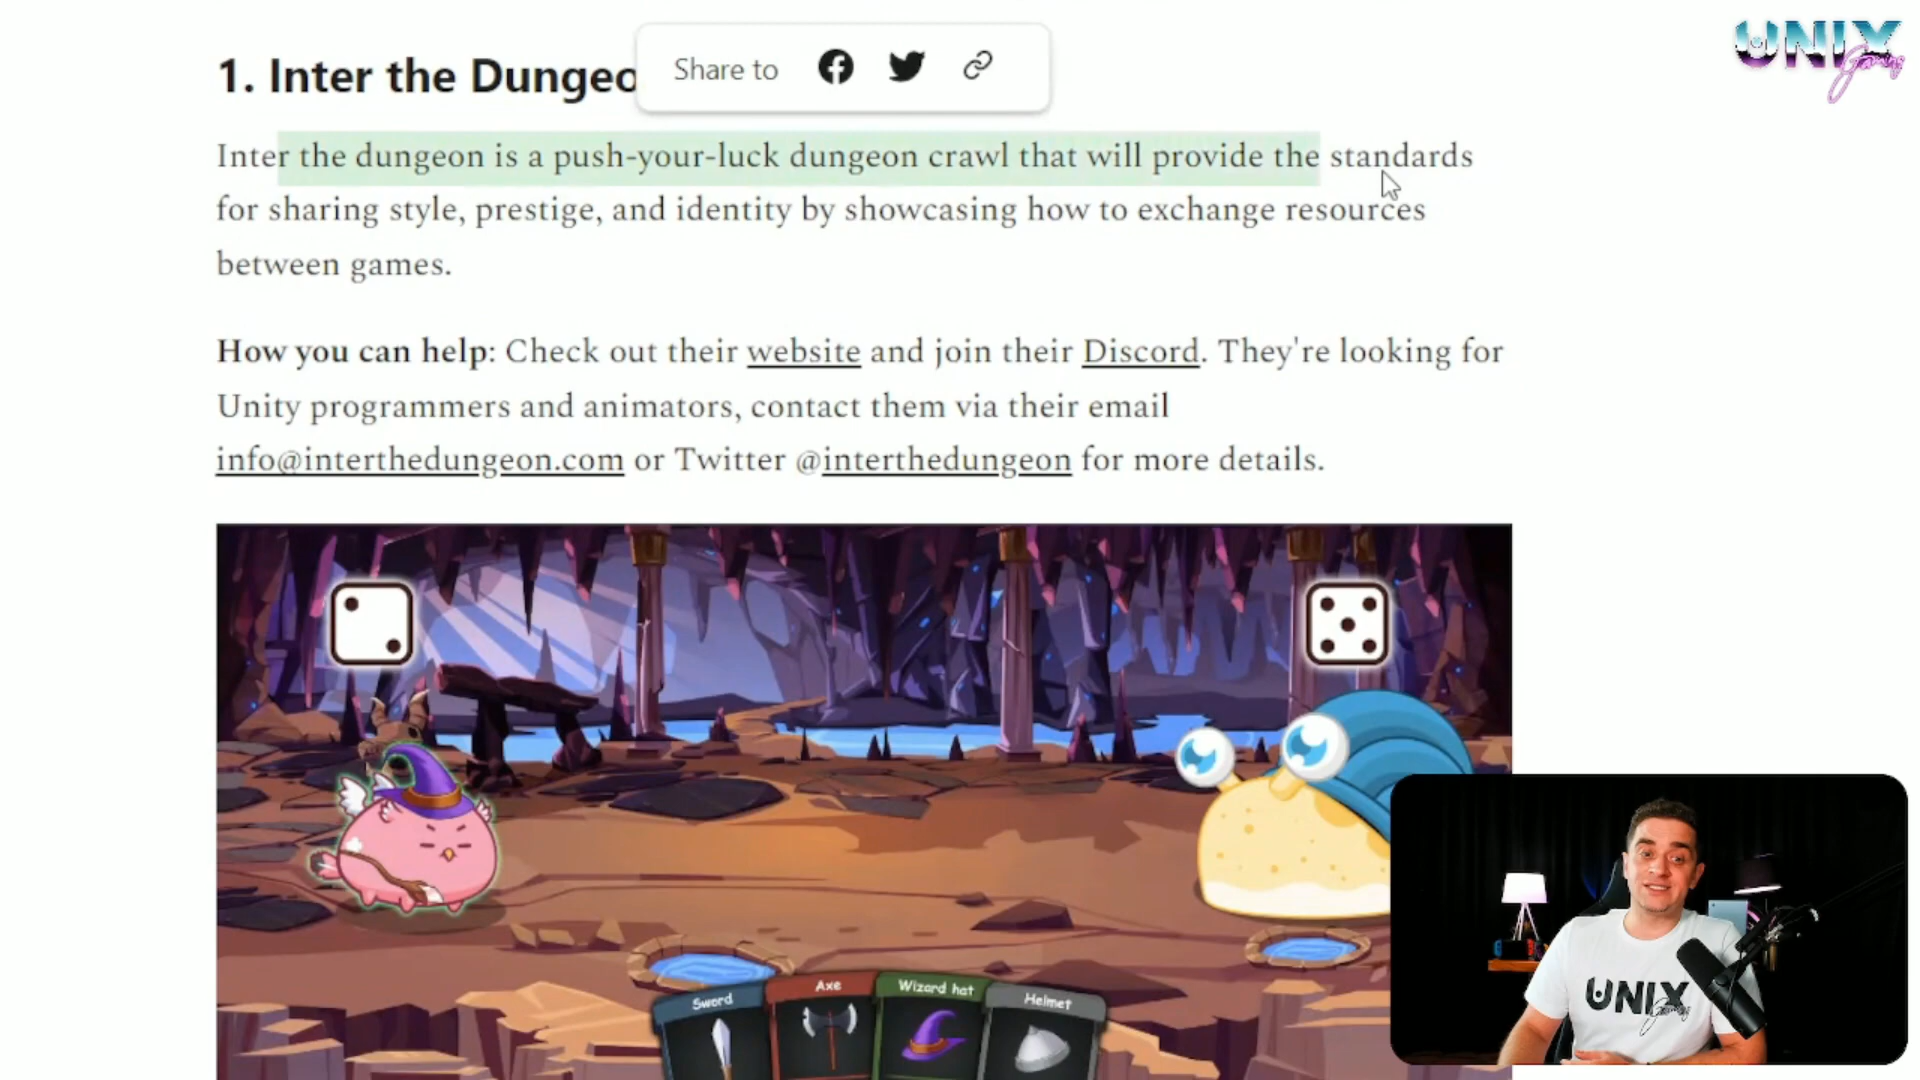 UNIX
Gaming
Share to
1. Inter the Dungeo
Inter the dungeon is a push-your-luck dungeon crawl that will provide the standards
for sharing style, prestige, and identity by showcasing how to exchange resources
between games.
How you can help: Check out their website and join their Discord. They're looking for
Unity programmers and animators, contact them via their email
info@interthedungeon.com or Twitter @interthedungeon for more details.
Sword
Axe
Wizard hat
Helmet
UNIX
Gaming